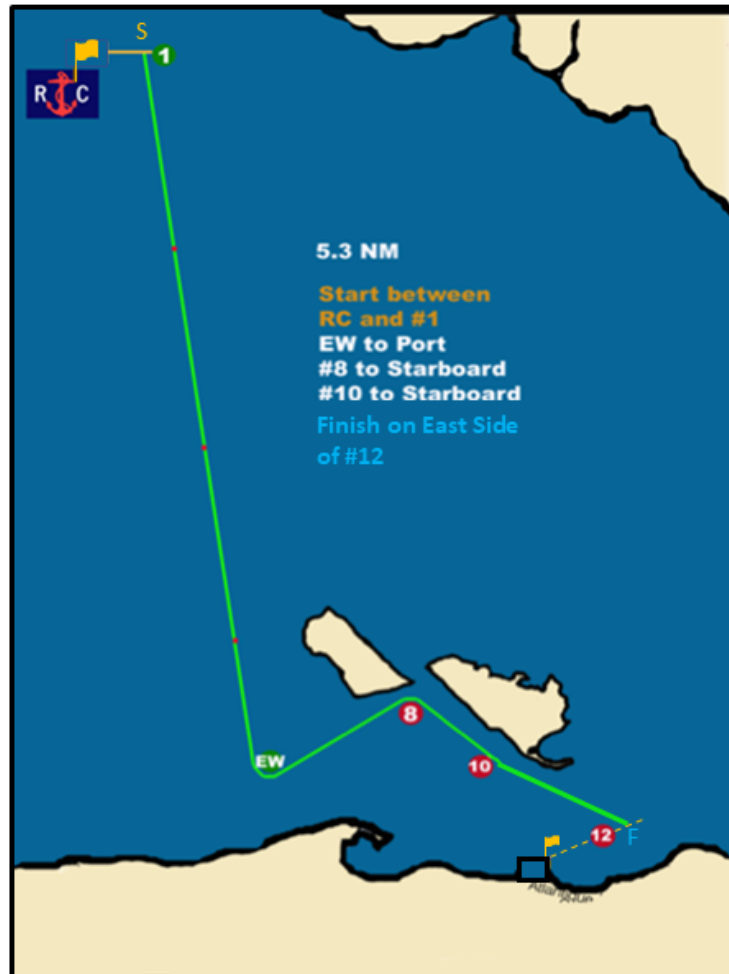 S
R C
1
5.3 NM
Start between
RC and #1
EW to Port
#8 to Starboard
#10 to Starboard
Finish on East Side
of #12
8
EW
10
12
F